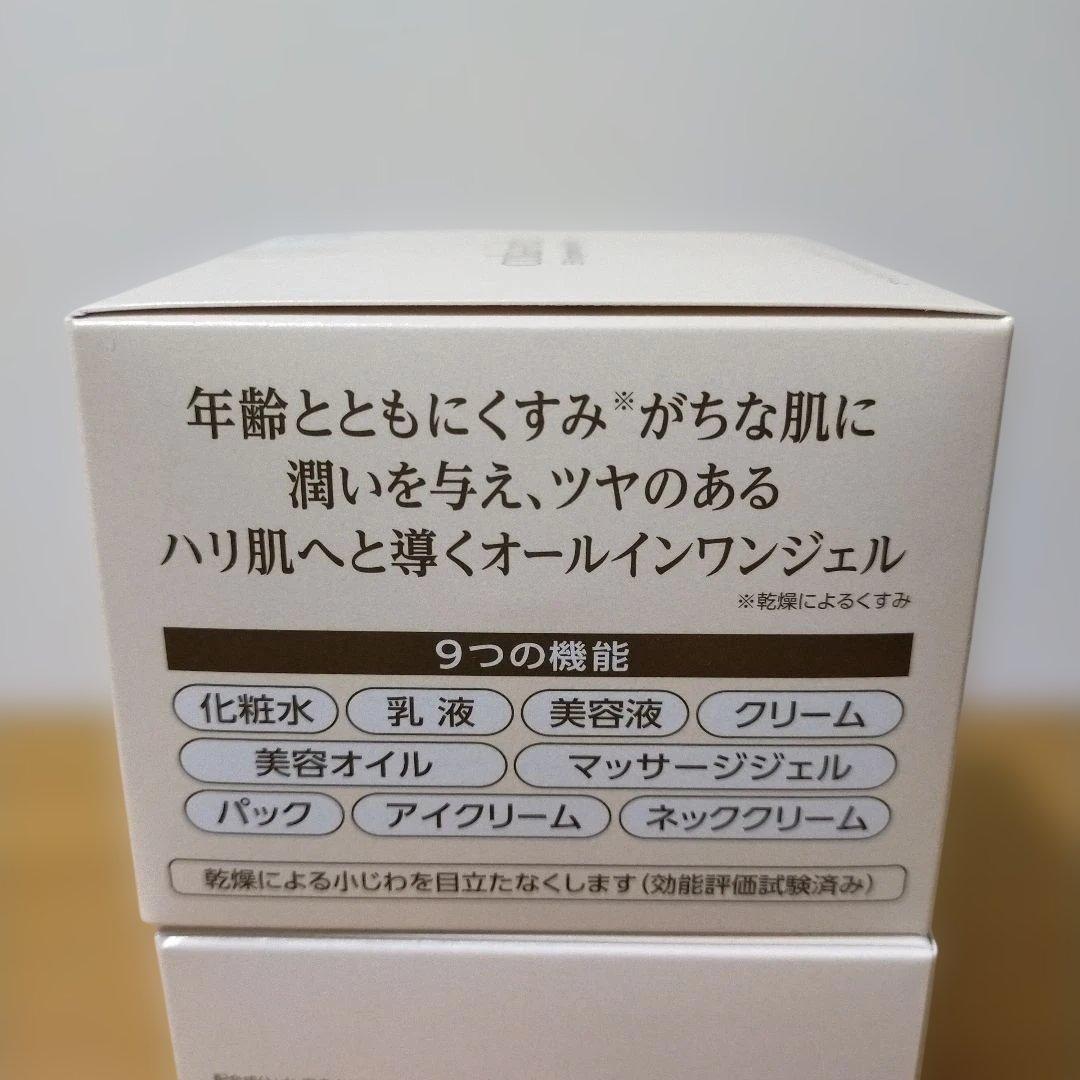 年齢とともにくすみ※がちな肌に
潤いを与え、ツヤのある
ハリ肌へと導くオールインワンジェル
※乾燥によるくすみ
9つの機能
化粧水 乳液 美容液 クリーム
美容オイル マッサージジェル
パック アイクリーム ネッククリーム
乾燥による小じわを目立たなくします(効能評価試験済み)